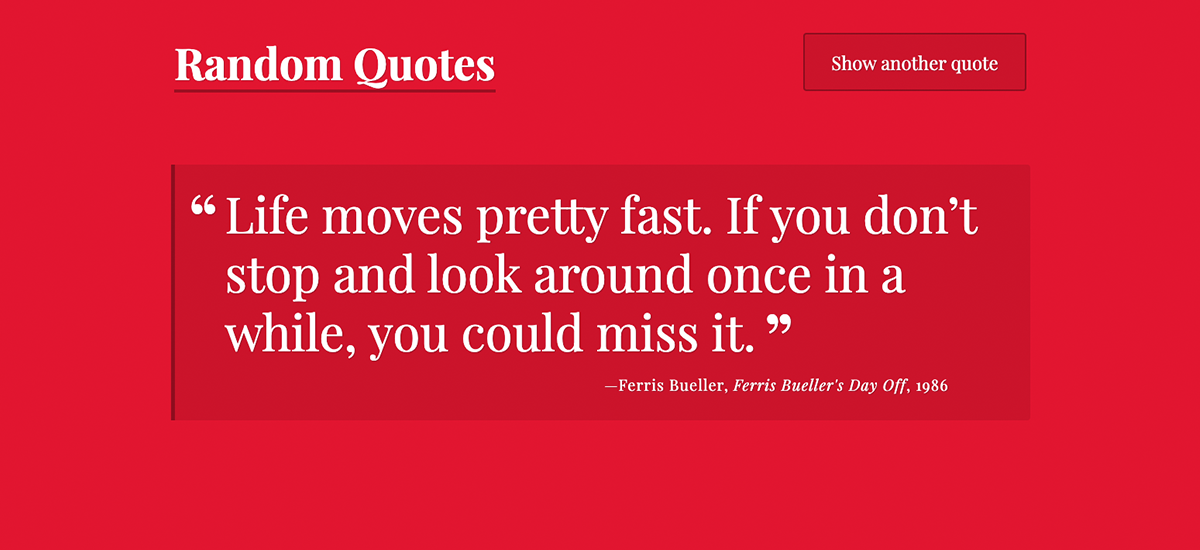 Random Quotes
Show another quote
“ Life moves pretty fast. If you don’t
stop and look around once in a
while, you could miss it. ”
—Ferris Bueller, Ferris Bueller's Day Off, 1986